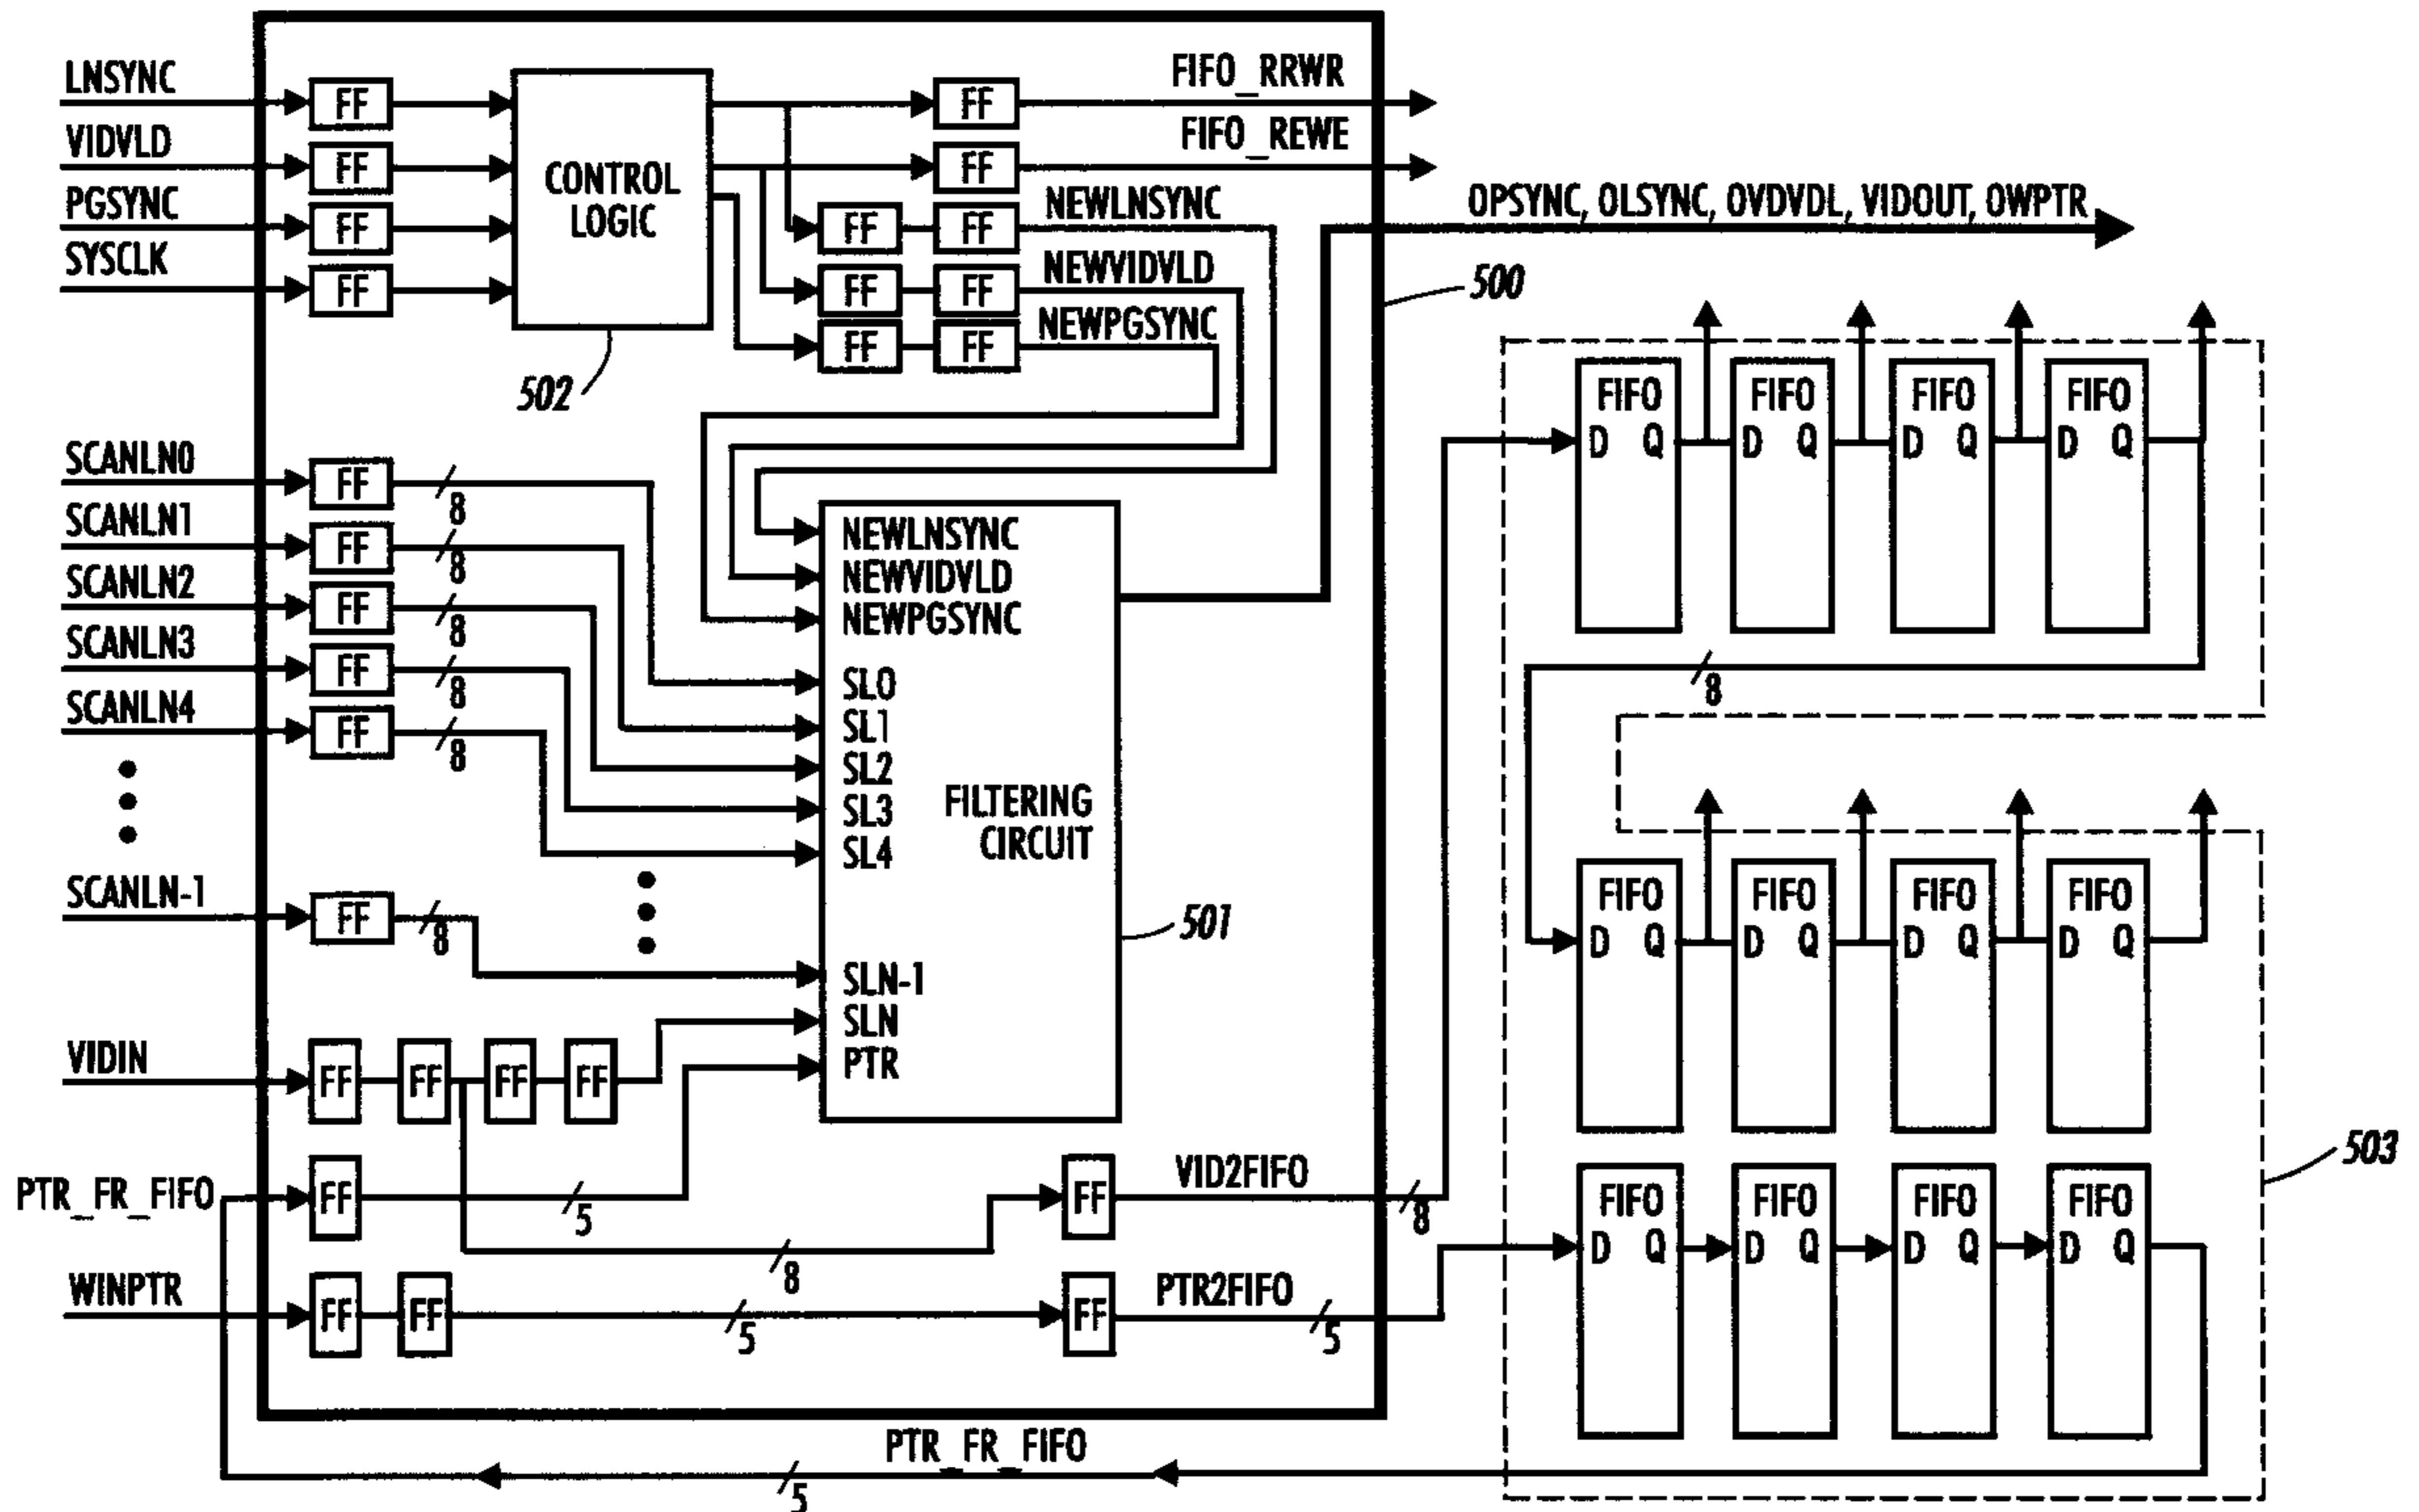 LNSYNC
VIDVLD
PGSYNC
SYSCLK
FF
FF
FF
FF
CONTROL
LOGIC
502
FF
FF
FF FF
FF FF
FF FF
FIFO_RRWR
FIFO_REWE
NEWLNSYNC
NEWVIDVLD
NEWPGSYNC
OPSYNC, OLSYNC, OVDVDL, VIDOUT, OWPTR
500
SCANLN0
SCANLN1
SCANLN2
SCANLN3
SCANLN4
SCANLN-1
FF 8
FF 8
FF 8
FF 8
FF 8
FF 8
NEWLNSYNC
NEWVIDVLD
NEWPGSYNC
SL0
SL1
SL2
SL3
SL4
SLN-1
SLN
PTR
FILTERING
CIRCUIT
501
VIDIN
FF FF FF FF
PTR_FR_FIFO
FF 5
8
FF VID2FIFO 8
WINPTR
FF FF 5
FF PTR2FIFO 5
PTR_FR_FIFO
5
FIFO FIFO FIFO FIFO
D Q D Q D Q D Q
8
FIFO FIFO FIFO FIFO
D Q D Q D Q D Q
FIFO FIFO FIFO FIFO
D Q D Q D Q D Q
503